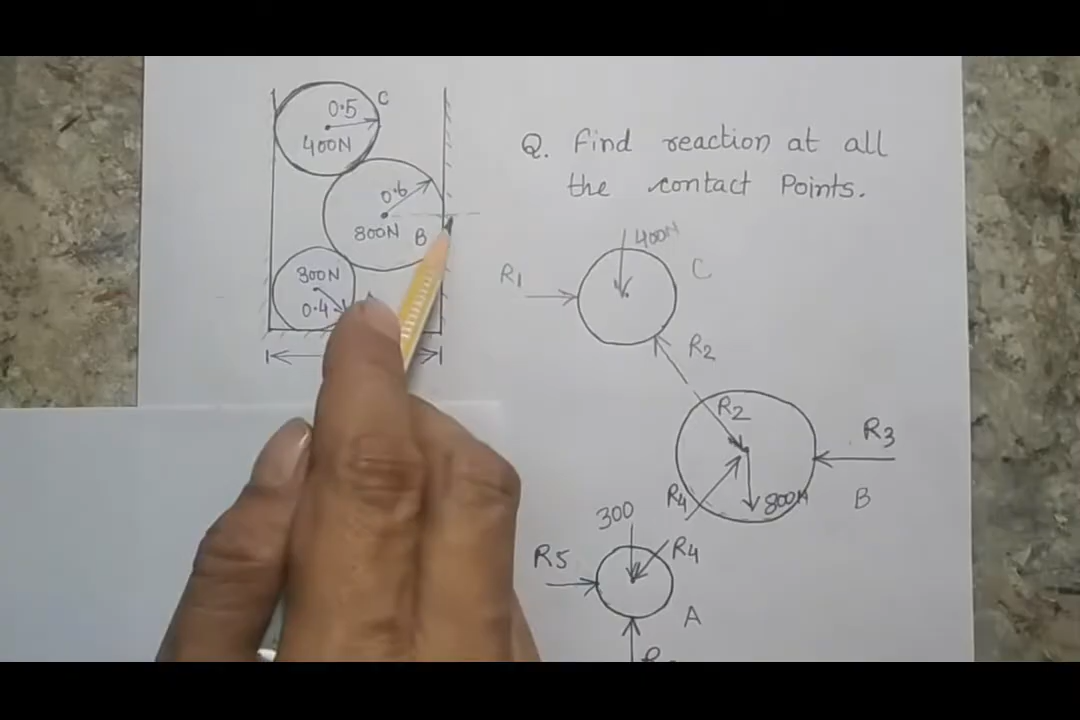 0.5
C
400N
0.6
800N
B
300N
0.4
Q. Find reaction at all
the contact Points.
400N
C
R1
R2
R2
R3
R4
800N
B
300
R4
R5
A